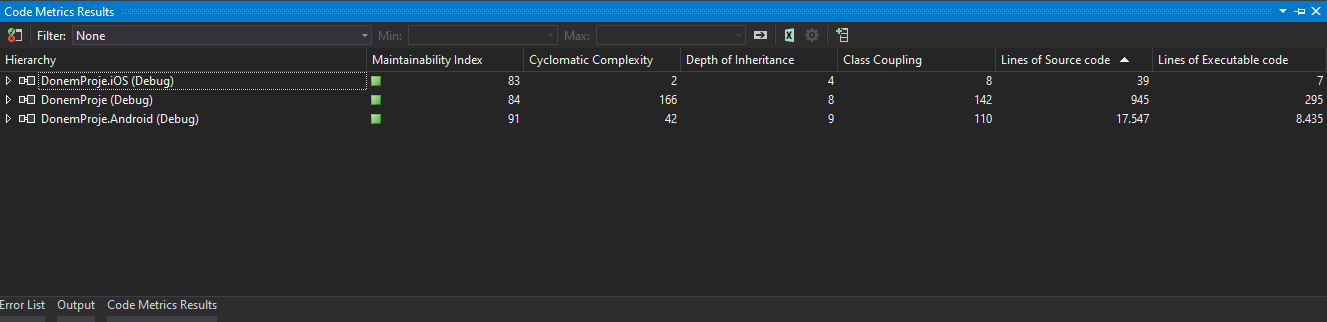 Code Metrics Results
Filter: None Min: Max:
Hierarchy Maintainability Index Cyclomatic Complexity Depth of Inheritance Class Coupling Lines of Source code Lines of Executable code
DonemProje.iOS (Debug) 83 2 4 8 39 7
DonemProje (Debug) 84 166 8 142 945 295
DonemProje.Android (Debug) 91 42 9 110 17.547 8.435
Error List Output Code Metrics Results